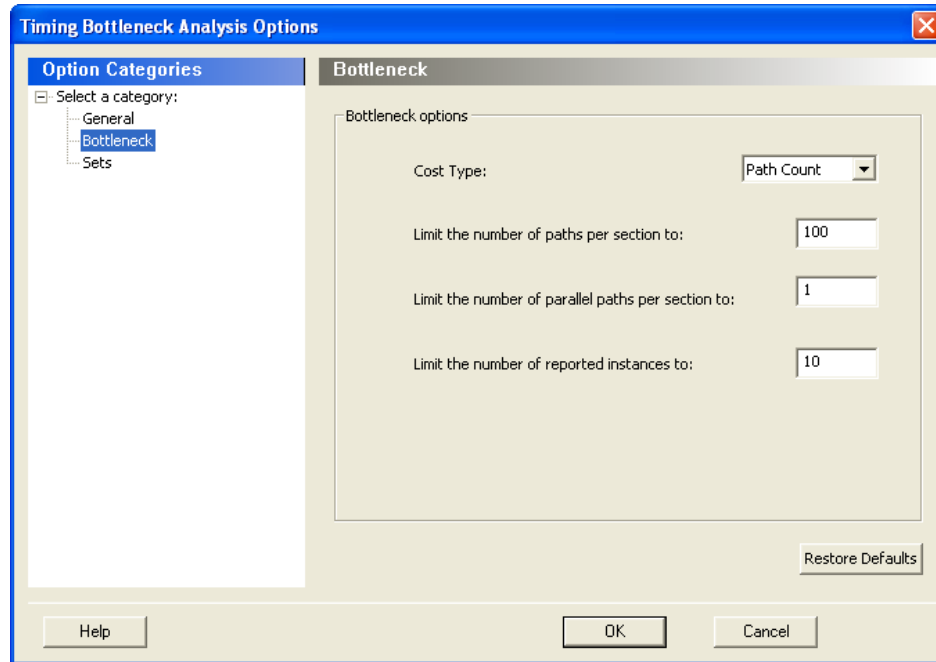 Timing Bottleneck Analysis Options
Option Categories
Select a category:
General
Bottleneck
Sets
Bottleneck
Bottleneck options
Cost Type: Path Count
Limit the number of paths per section to: 100
Limit the number of parallel paths per section to: 1
Limit the number of reported instances to: 10
Restore Defaults
Help OK Cancel